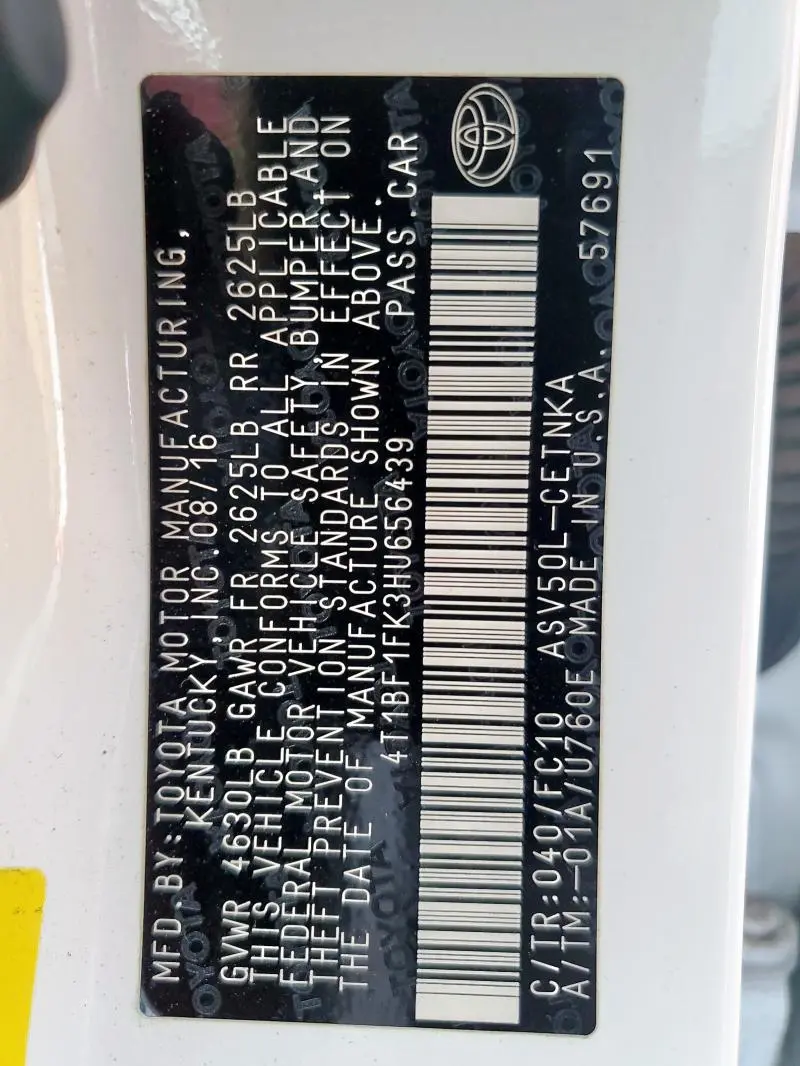 MFD.BY:TOYOTA MOTOR MANUFACTURING,
KENTUCKY, INC.08/16
GVWR 4630LB GAWR FR 2625LB RR 2625LB
THIS VEHICLE CONFORMS TO ALL APPLICABLE
FEDERAL MOTOR VEHICLE SAFETY, BUMPER, AND
THEFT PREVENTION STANDARDS IN EFFECT ON
THE DATE OF MANUFACTURE SHOWN ABOVE.
4T1BF1FK3HU656439 PASS.CAR
C/TR:040/FC10 ASV50L-CETNKA
A/TM:-01A/U760E MADE IN U.S.A. 57691